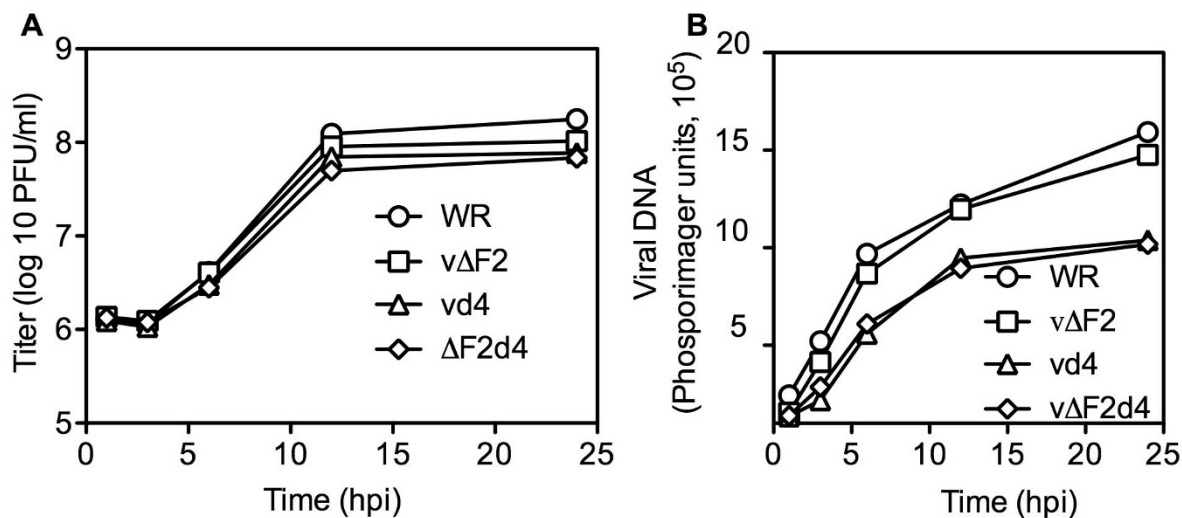 A
9
8
7
6
5
Titer (log 10 PFU/ml)
WR
vΔF2
vd4
ΔF2d4
0 5 10 15 20 25
Time (hpi)
B
20
15
10
5
Viral DNA
(Phosporimager units, 10⁵)
WR
vΔF2
vd4
vΔF2d4
0 5 10 15 20 25
Time (hpi)